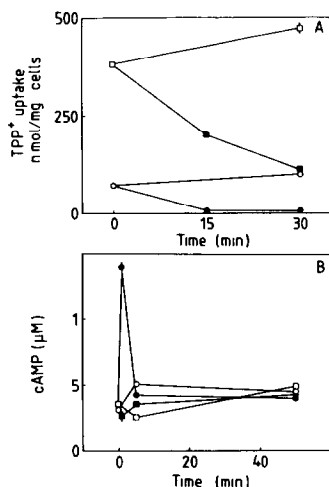 A
TPP+ uptake
nmol/mg cells
500
250
0
0 15 30
Time (min)
B
cAMP (μM)
1
5
0
0 20 40
Time (min)